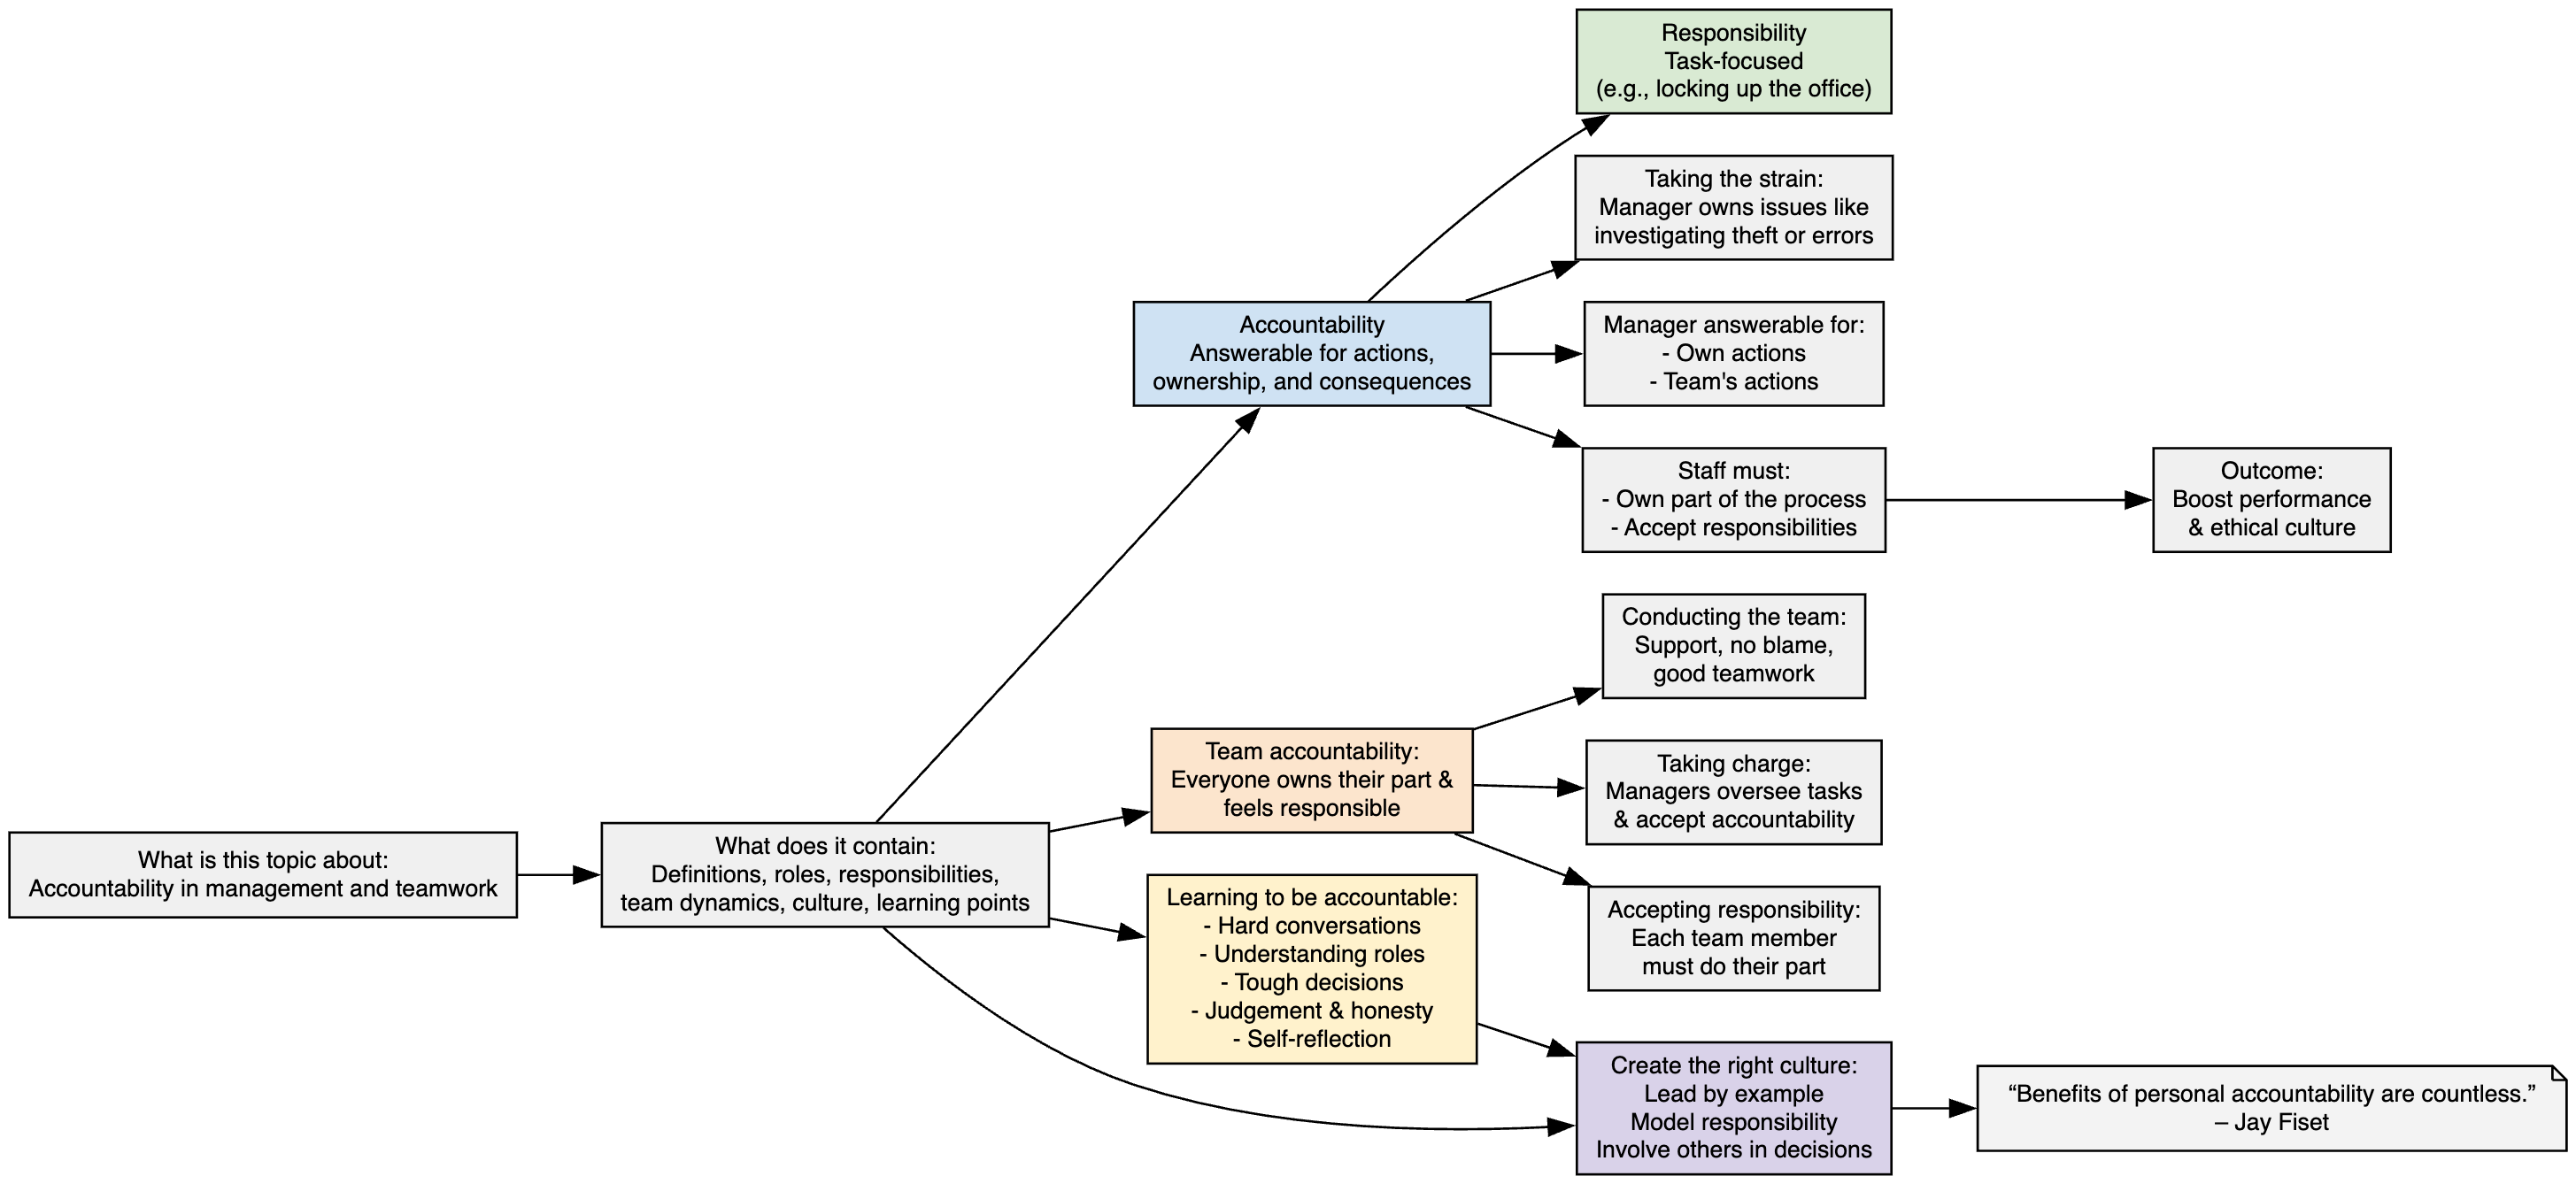 What is this topic about:
Accountability in management and teamwork
What does it contain:
Definitions, roles, responsibilities,
team dynamics, culture, learning points
Accountability
Answerable for actions,
ownership, and consequences
Responsibility
Task-focused
(e.g., locking up the office)
Taking the strain:
Manager owns issues like
investigating theft or errors
Manager answerable for:
- Own actions
- Team's actions
Staff must:
- Own part of the process
- Accept responsibilities
Outcome:
Boost performance
& ethical culture
Team accountability:
Everyone owns their part &
feels responsible
Conducting the team:
Support, no blame,
good teamwork
Taking charge:
Managers oversee tasks
& accept accountability
Accepting responsibility:
Each team member
must do their part
Learning to be accountable:
- Hard conversations
- Understanding roles
- Tough decisions
- Judgement & honesty
- Self-reflection
Create the right culture:
Lead by example
Model responsibility
Involve others in decisions
“Benefits of personal accountability are countless.”
– Jay Fiset